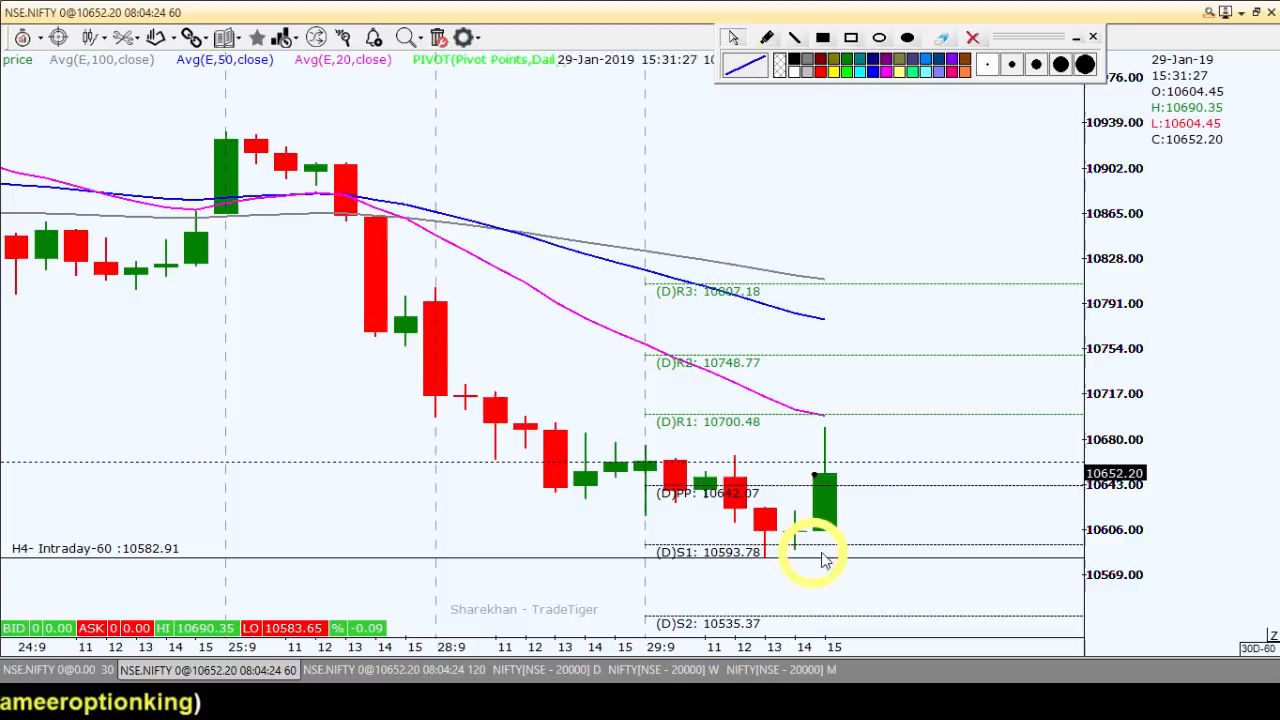 NSE.NIFTY 0@10652.20 08:04:24 60
price Avg(E,100,close) Avg(E,50,close) Avg(E,20,close) PIVOT(Pivot Points,Dail 29-Jan-2019 15:31:27
29-Jan-19
15:31:27
O:10604.45
H:10690.35
L:10604.45
C:10652.20
976.00
10939.00
10902.00
10865.00
10828.00
10791.00
10754.00
10717.00
10680.00
10652.20
10643.00
10606.00
10569.00
(D)R3: 10807.18
(D)R2: 10748.77
(D)R1: 10700.48
(D)PP: 10642.07
H4- Intraday-60 :10582.91
(D)S1: 10593.78
Sharekhan - TradeTiger
(D)S2: 10535.37
BID 0 0.00 ASK 0 0.00 HI 10690.35 LO 10583.65 % -0.09
24:9 11 12 13 14 15 25:9 11 12 13 14 15 28:9 11 12 13 14 15 29:9 11 12 13 14 15
Z
30D-60
NSE.NIFTY 0@0.00 30 NSE.NIFTY 0@10652.20 08:04:24 60 NSE.NIFTY 0@10652.20 08:04:24 120 NIFTY[NSE - 20000] D NIFTY[NSE - 20000] W NIFTY[NSE - 20000] M
ameeroptionking)